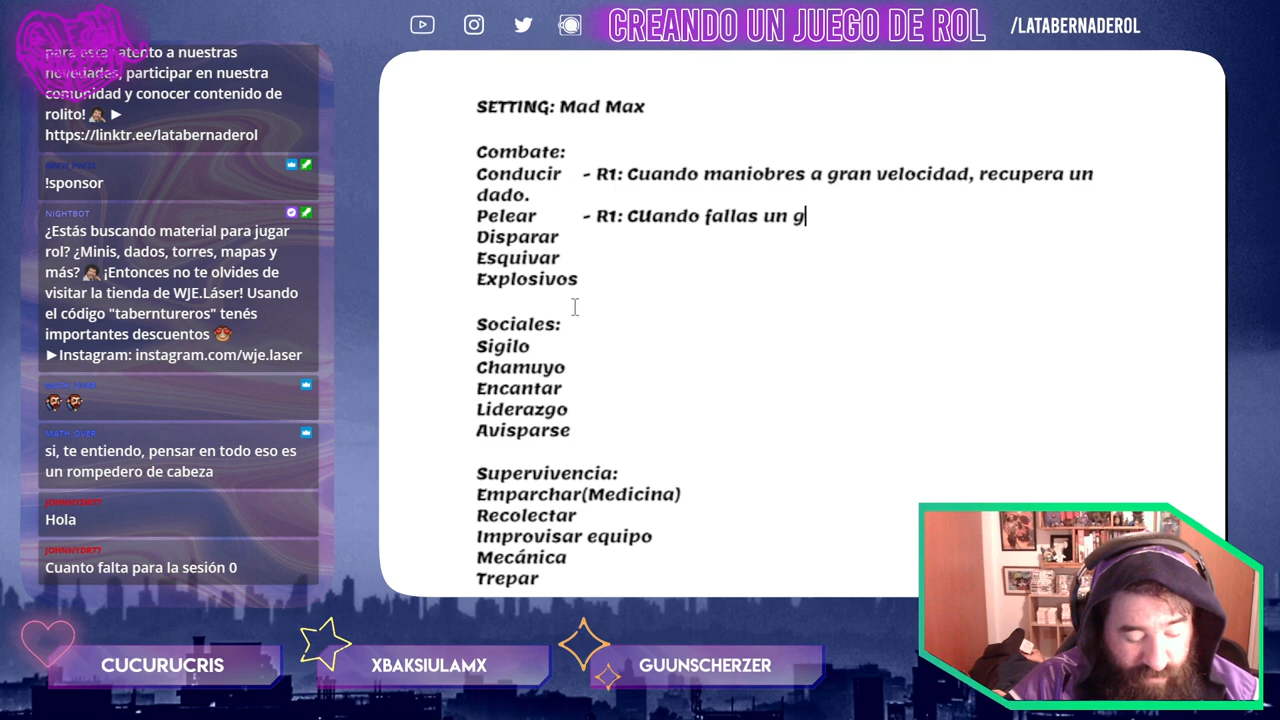 CREANDO UN JUEGO DE ROL
/LATABERNADEROL
para estar atento a nuestras
novedades, participar en nuestra
comunidad y conocer contenido de
rolito! ►
https://linktr.ee/latabernaderol
!sponsor
NIGHTBOT
¿Estás buscando material para jugar
rol? ¿Minis, dados, torres, mapas y
más? ¡Entonces no te olvides de
visitar la tienda de WJE.Láser! Usando
el código "taberntureros" tenés
importantes descuentos
►Instagram: instagram.com/wje.laser
MATH_OVER
si, te entiendo, pensar en todo eso es
un rompedero de cabeza
JOHNNYDR77
Hola
JOHNNYDR77
Cuanto falta para la sesión 0
SETTING: Mad Max
Combate:
Conducir - R1: Cuando maniobres a gran velocidad, recupera un
dado.
Pelear - R1: CUando fallas un g
Disparar
Esquivar
Explosivos
Sociales:
Sigilo
Chamuyo
Encantar
Liderazgo
Avisparse
Supervivencia:
Emparchar(Medicina)
Recolectar
Improvisar equipo
Mecánica
Trepar
CUCURUCRIS
XBAKSIULAMX
GUUNSCHERZER